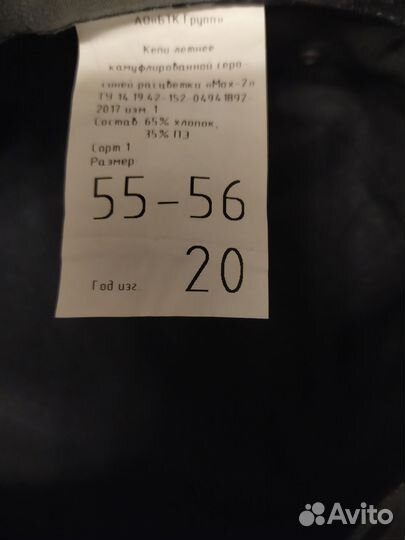 АО«БТК Групп»
Кепи летнее
камуфлированной серо-
синей расцветки «Мох-2»
ТУ 14.19.42-152-04941892-
2017 изм. 1
Состав 65% хлопок,
35% ПЭ
Сорт 1
Размер:
55-56
Год изг. 20
Avito